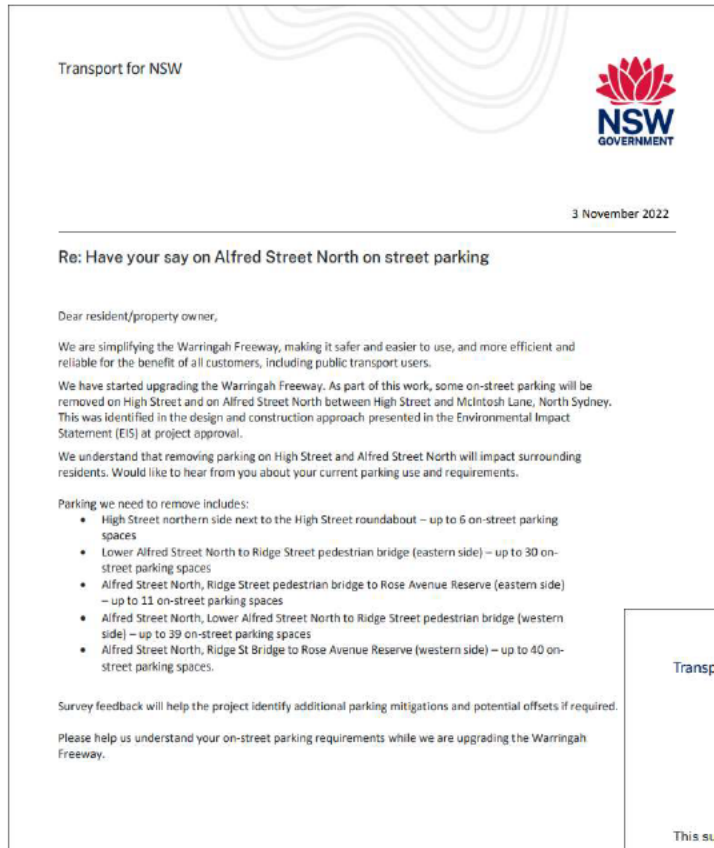 Transport for NSW
NSW
GOVERNMENT
3 November 2022
Re: Have your say on Alfred Street North on street parking
Dear resident/property owner,
We are simplifying the Warringah Freeway, making it safer and easier to use, and more efficient and
reliable for the benefit of all customers, including public transport users.
We have started upgrading the Warringah Freeway. As part of this work, some on-street parking will be
removed on High Street and on Alfred Street North between High Street and McIntosh Lane, North Sydney.
This was identified in the design and construction approach presented in the Environmental Impact
Statement (EIS) at project approval.
We understand that removing parking on High Street and Alfred Street North will impact surrounding
residents. Would like to hear from you about your current parking use and requirements.
Parking we need to remove includes:
• High Street northern side next to the High Street roundabout – up to 6 on-street parking
spaces
• Lower Alfred Street North to Ridge Street pedestrian bridge (eastern side) – up to 30 on-
street parking spaces
• Alfred Street North, Ridge Street pedestrian bridge to Rose Avenue Reserve (eastern side)
– up to 11 on-street parking spaces
• Alfred Street North, Lower Alfred Street North to Ridge Street pedestrian bridge (western
side) – up to 39 on-street parking spaces
• Alfred Street North, Ridge St Bridge to Rose Avenue Reserve (western side) – up to 40 on-
street parking spaces.
Survey feedback will help the project identify additional parking mitigations and potential offsets if required.
Please help us understand your on-street parking requirements while we are upgrading the Warringah
Freeway.
Transp
This su